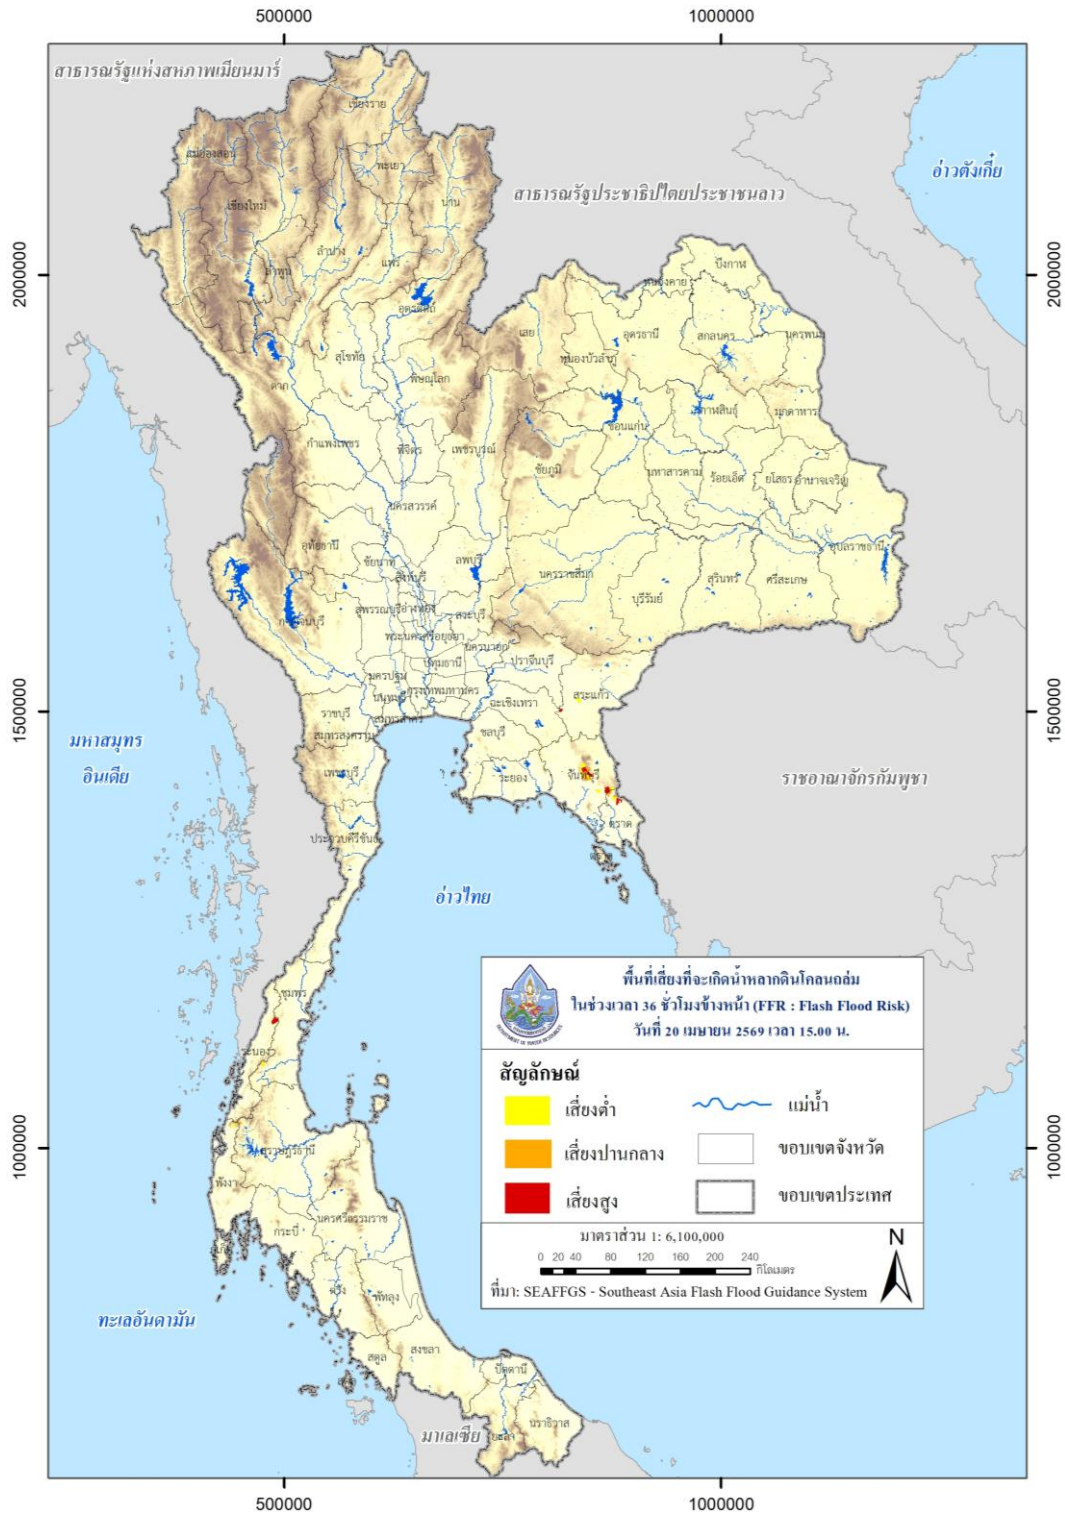 500000
1000000
สาธารณรัฐแห่งสหภาพเมียนมาร์
เชียงราย
แม่ฮ่องสอน
พะเยา
อ่าวตังเกี๋ย
สาธารณรัฐประชาธิปไตยประชาชนลาว
เชียงใหม่
น่าน
ลำปาง
ลำพูน
แพร่
บึงกาฬ
2000000
2000000
หนองคาย
อุตรดิตถ์
เลย
อุดรธานี
สกลนคร
นครพนม
สุโขทัย
หนองบัวลำภู
ตาก
พิษณุโลก
กาฬสินธุ์
มุกดาหาร
ขอนแก่น
กำแพงเพชร
พิจิตร
เพชรบูรณ์
ชัยภูมิ
มหาสารคาม
ร้อยเอ็ด
ยโสธร
อำนาจเจริญ
นครสวรรค์
อุทัยธานี
ชัยนาท
ลพบุรี
อุบลราชธานี
สิงห์บุรี
นครราชสีมา
สุรินทร์
ศรีสะเกษ
บุรีรัมย์
สุพรรณบุรี
อ่างทอง
สระบุรี
กาญจนบุรี
พระนครศรีอยุธยา
นครนายก
ปทุมธานี
ปราจีนบุรี
นครปฐม
นนทบุรี
กรุงเทพมหานคร
สระแก้ว
ฉะเชิงเทรา
1500000
1500000
ราชบุรี
สมุทรสาคร
สมุทรสงคราม
ชลบุรี
มหาสมุทร
อินเดีย
เพชรบุรี
ระยอง
จันทบุรี
ราชอาณาจักรกัมพูชา
ตราด
ประจวบคีรีขันธ์
ตราด
อ่าวไทย
ชุมพร
ระนอง
1000000
1000000
สุราษฎร์ธานี
พังงา
นครศรีธรรมราช
กระบี่
ภูเก็ต
ตรัง
พัทลุง
ทะเลอันดามัน
สตูล
สงขลา
ปัตตานี
นราธิวาส
ยะลา
มาเลเซีย
พื้นที่เสี่ยงที่จะเกิดน้ำหลากดินโคลนถล่ม
ในช่วงเวลา 36 ชั่วโมงข้างหน้า (FFR : Flash Flood Risk)
วันที่ 20 เมษายน 2569 เวลา 15.00 น.
DEPARTMENT OF WATER RESOURCES
สัญลักษณ์
เสี่ยงต่ำ
แม่น้ำ
เสี่ยงปานกลาง
ขอบเขตจังหวัด
เสี่ยงสูง
ขอบเขตประเทศ
มาตราส่วน 1: 6,100,000
N
0 20 40 80 120 160 200 240
กิโลเมตร
ที่มา: SEAFFGS - Southeast Asia Flash Flood Guidance System
500000
1000000